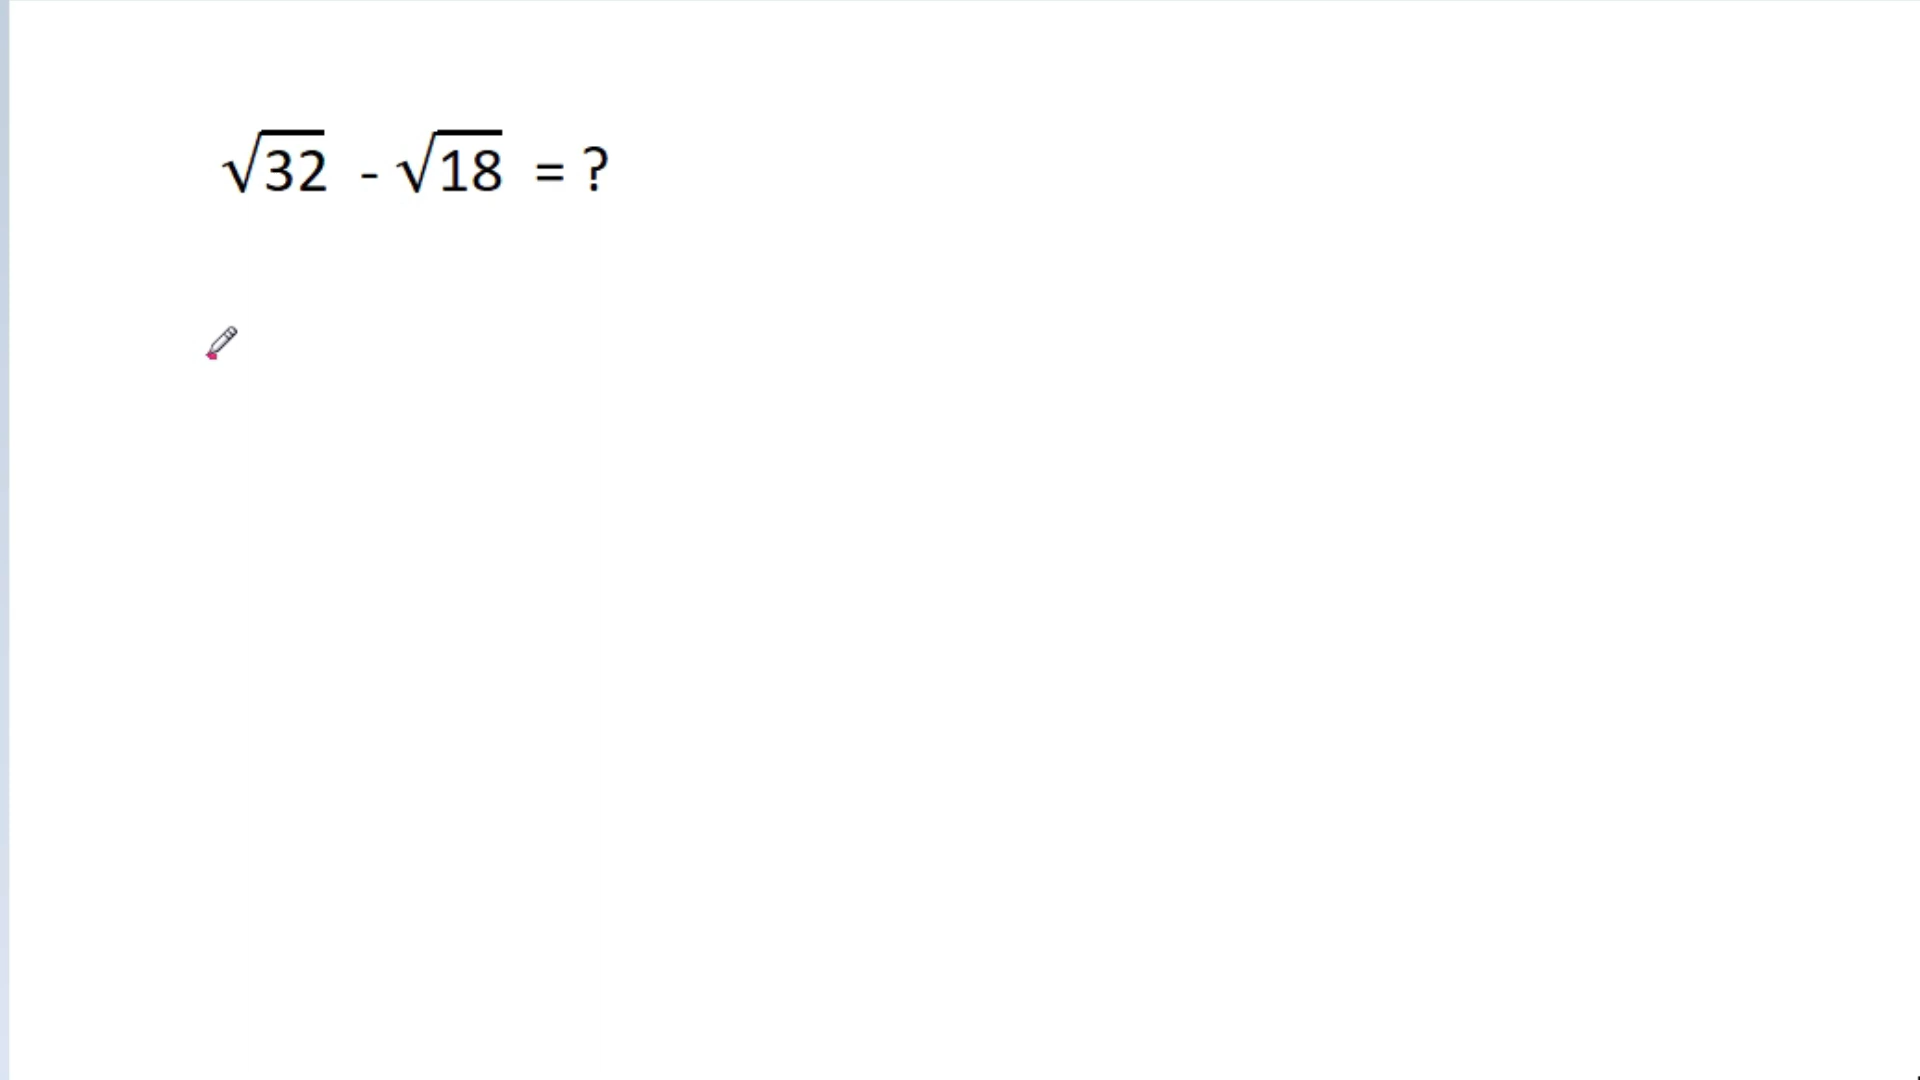 √32 - √18 = ?